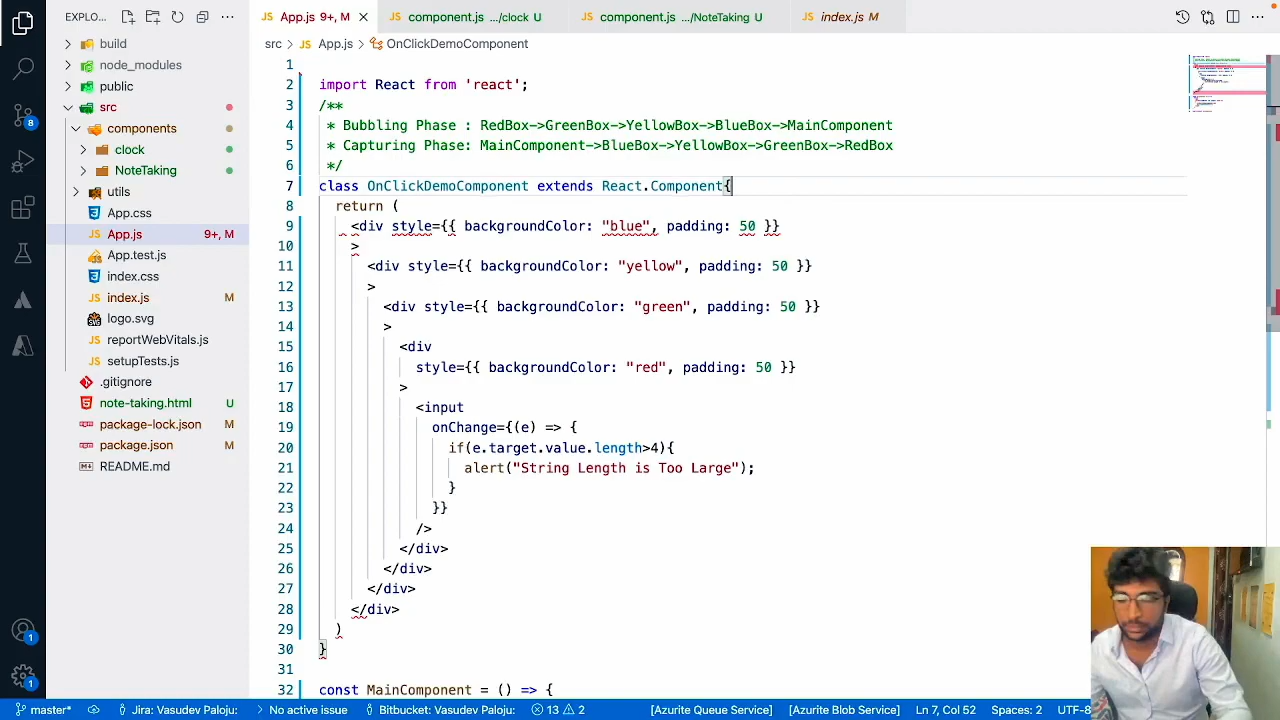 EXPLO...
App.js 9+, M
component.js .../clock U
component.js .../NoteTaking U
index.js M
src > App.js > OnClickDemoComponent
build
node_modules
public
src
components
clock
NoteTaking
utils
App.css
App.js 9+, M
App.test.js
index.css
index.js M
logo.svg
reportWebVitals.js
setupTests.js
.gitignore
note-taking.html U
package-lock.json M
package.json M
README.md
8
1
1
1
2 import React from 'react';
3 /**
4 * Bubbling Phase : RedBox->GreenBox->YellowBox->BlueBox->MainComponent
5 * Capturing Phase: MainComponent->BlueBox->YellowBox->GreenBox->RedBox
6 */
7 class OnClickDemoComponent extends React.Component{
8 return (
9 <div style={{ backgroundColor: "blue", padding: 50 }}
10 >
11 <div style={{ backgroundColor: "yellow", padding: 50 }}
12 >
13 <div style={{ backgroundColor: "green", padding: 50 }}
14 >
15 <div
16 style={{ backgroundColor: "red", padding: 50 }}
17 >
18 <input
19 onChange={(e) => {
20 if(e.target.value.length>4){
21 alert("String Length is Too Large");
22 }
23 }}
24 />
25 </div>
26 </div>
27 </div>
28 </div>
29 )
30 }
31
32 const MainComponent = () => {
master* Jira: Vasudev Paloju: No active issue Bitbucket: Vasudev Paloju: 13 2 [Azurite Queue Service] [Azurite Blob Service] Ln 7, Col 52 Spaces: 2 UTF-8